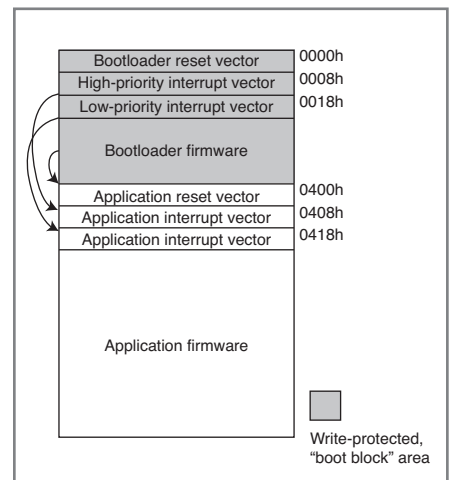 Bootloader reset vector 0000h
High-priority interrupt vector 0008h
Low-priority interrupt vector 0018h
Bootloader firmware
Application reset vector 0400h
Application interrupt vector 0408h
Application interrupt vector 0418h
Application firmware
Write-protected,
“boot block” area